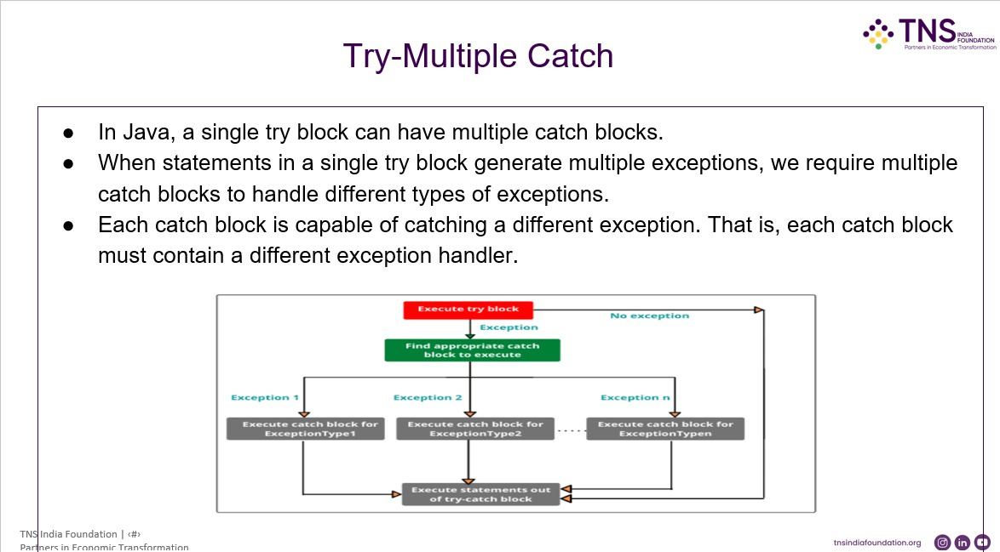 TNS INDIA
FOUNDATION
Partners in Economic Transformation
Try-Multiple Catch
● In Java, a single try block can have multiple catch blocks.
● When statements in a single try block generate multiple exceptions, we require multiple
catch blocks to handle different types of exceptions.
● Each catch block is capable of catching a different exception. That is, each catch block
must contain a different exception handler.
Execute try block
No exception
Exception
Find appropriate catch
block to execute
Exception 1
Exception 2
Exception n
Execute catch block for
ExceptionType1
Execute catch block for
ExceptionType2
.....
Execute catch block for
ExceptionTypen
Execute statements out
of try-catch block
TNS India Foundation | ‹#›
Partners in Economic Transformation
tnsindiafoundation.org
in